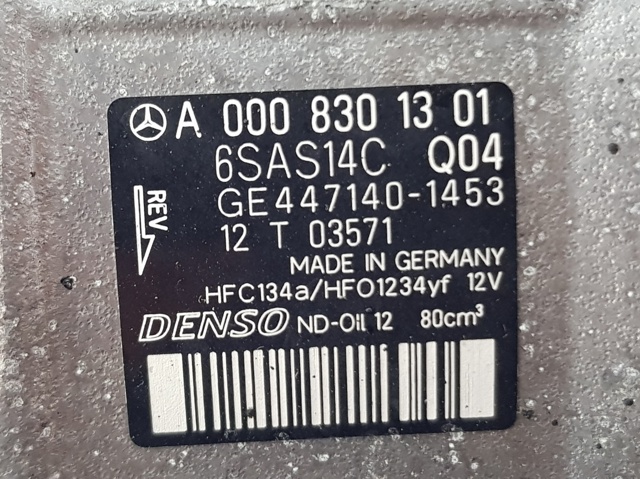 A 000 830 13 01
6SAS14C Q04
GE447140-1453
REV
12 T 03571
MADE IN GERMANY
HFC134a/HFO1234yf 12V
DENSO ND-Oil 12 80cm³